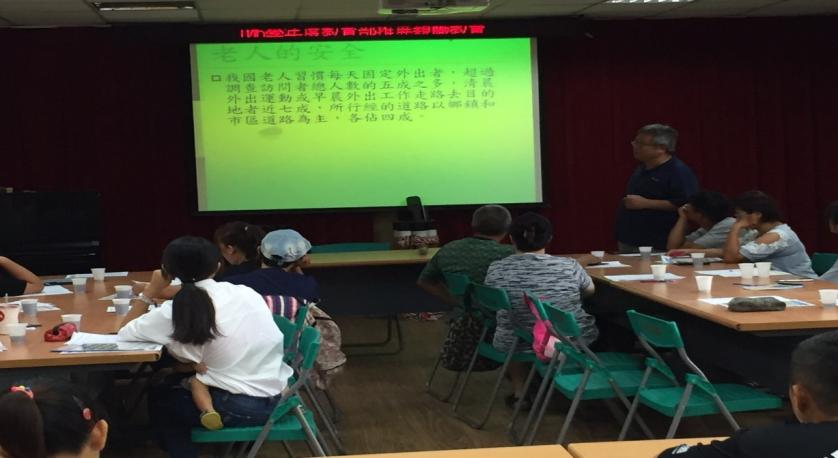 老人的安全
口我國老人習慣每天固定外出者，超過
調查訪問者總人數的五成之多，清晨
外出運動或早晨外出工作走路去目的
地者近七成，所行經的道路以鄉鎮和
市區道路為主，各佔四成。